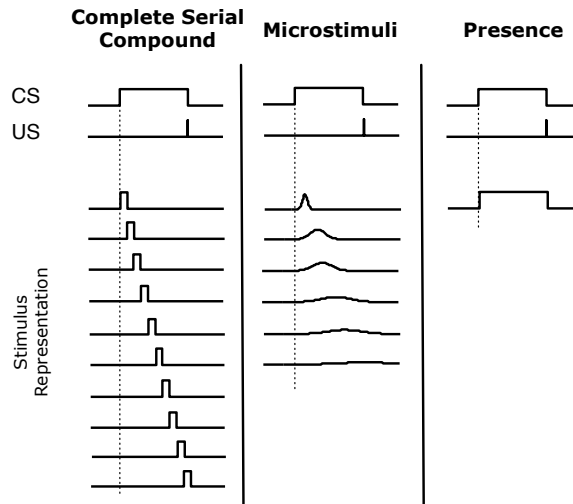 Complete Serial
Compound
Microstimuli
Presence
CS
US
Stimulus
Representation